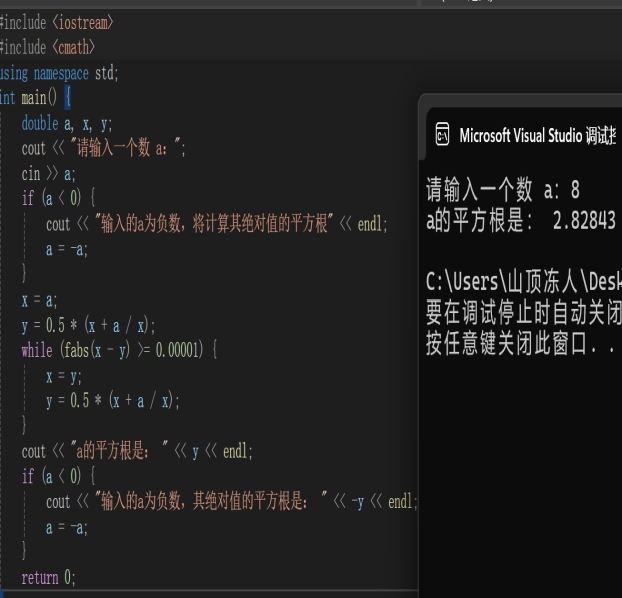 #include <iostream>
#include <cmath>
using namespace std;
int main() {
double a, x, y;
cout << "请输入一个数 a: ";
cin >> a;
if (a < 0) {
cout << "输入的a为负数，将计算其绝对值的平方根" << endl;
a = -a;
}
x = a;
y = 0.5 * (x + a / x);
while (fabs(x - y) >= 0.00001) {
x = y;
y = 0.5 * (x + a / x);
}
cout << "a的平方根是： " << y << endl;
if (a < 0) {
cout << "输入的a为负数，其绝对值的平方根是： " << -y << endl;
a = -a;
}
return 0;
Microsoft Visual Studio 调试
请输入一个数 a: 8
a的平方根是： 2.82843
C:\Users\山顶冻人\Desk
要在调试停止时自动关闭
按任意键关闭此窗口. .